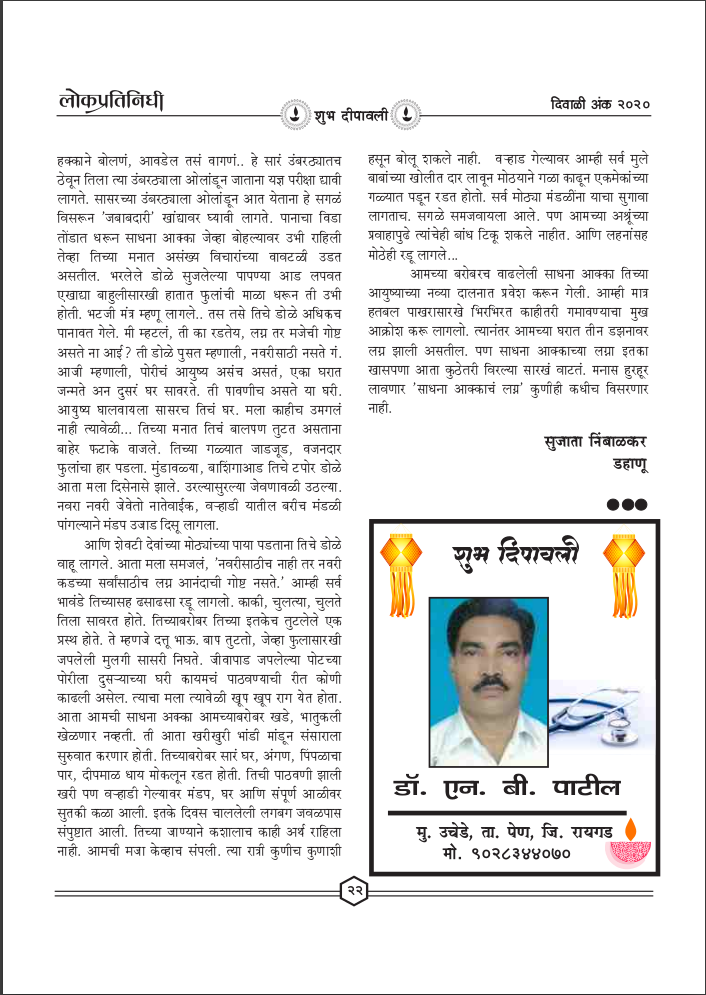 लोकप्रतिनिधी
शुभ दीपावली
दिवाळी अंक २०२०
हक्काने बोलणं, आवडेल तसं वागणं.. हे सारं उंबरठ्यातच
ठेवून तिला त्या उंबरठ्याला ओलांडून जाताना यज्ञ परीक्षा द्यावी
लागते. सासरच्या उंबरठ्याला ओलांडून आत येताना हे सगळं
विसरून 'जबाबदारी' खांद्यावर घ्यावी लागते. पानाचा विडा
तोंडात धरून साधना आक्का जेव्हा बोहल्यावर उभी राहिली
तेव्हा तिच्या मनात असंख्य विचारांच्या वावटळी उडत
असतील. भरलेले डोळे सुजलेल्या पापण्या आड लपवत
एखाद्या बाहुलीसारखी हातात फुलांची माळा धरून ती उभी
होती. भटजी मंत्र म्हणू लागले.. तस तसे तिचे डोळे अधिकच
पानावत गेले. मी म्हटलं, ती का रडतेय, लग्न तर मजेची गोष्ट
असते ना आई? ती डोळे पुसत म्हणाली, नवरीसाठी नसते गं.
आजी म्हणाली, पोरीचं आयुष्य असंच असतं, एका घरात
जन्मते अन दुसरं घर सावरते. ती पावणीच असते या घरी.
आयुष्य घालवायला सासरच तिचं घर. मला काहीच उमगलं
नाही त्यावेळी... तिच्या मनात तिचं बालपण तुटत असताना
बाहेर फटाके वाजले. तिच्या गळ्यात जाडजूड, वजनदार
फुलांचा हार पडला. मुंडावळ्या, बाशिंगाआड तिचे टपोर डोळे
आता मला दिसेनासे झाले. उरल्यासुरल्या जेवणावळी उठल्या.
नवरा नवरी जेवेतो नातेवाईक, वऱ्हाडी यातील बरीच मंडळी
पांगल्याने मंडप उजाड दिसू लागला.
आणि शेवटी देवांच्या मोठ्यांच्या पाया पडताना तिचे डोळे
वाहू लागले. आता मला समजलं, 'नवरीसाठीच नाही तर नवरी
कडच्या सर्वांसाठीच लग्न आनंदाची गोष्ट नसते.' आम्ही सर्व
भावंडे तिच्यासह ढसाढसा रडू लागलो. काकी, चुलत्या, चुलते
तिला सावरत होते. तिच्याबरोबर तिच्या इतकेच तुटलेले एक
प्रस्थ होते. ते म्हणजे दत्तू भाऊ. बाप तुटतो, जेव्हा फुलासारखी
जपलेली मुलगी सासरी निघते. जीवापाड जपलेल्या पोटच्या
पोरीला दुसऱ्याच्या घरी कायमचं पाठवण्याची रीत कोणी
काढली असेल. त्याचा मला त्यावेळी खूप खूप राग येत होता.
आता आमची साधना अक्का आमच्याबरोबर खडे, भातुकली
खेळणार नव्हती. ती आता खरीखुरी भांडी मांडून संसाराला
सुरुवात करणार होती. तिच्याबरोबर सारं घर, अंगण, पिंपळाचा
पार, दीपमाळ धाय मोकलून रडत होती. तिची पाठवणी झाली
खरी पण वऱ्हाडी गेल्यावर मंडप, घर आणि संपूर्ण आळीवर
सुतकी कळा आली. इतके दिवस चाललेली लगबग जवळपास
संपुष्टात आली. तिच्या जाण्याने कशालाच काही अर्थ राहिला
नाही. आमची मजा केव्हाच संपली. त्या रात्री कुणीच कुणाशी
हसून बोलू शकले नाही. वऱ्हाड गेल्यावर आम्ही सर्व मुले
बाबांच्या खोलीत दार लावून मोठयाने गळा काढून एकमेकांच्या
गळ्यात पडून रडत होतो. सर्व मोठ्या मंडळींना याचा सुगावा
लागताच. सगळे समजवायला आले. पण आमच्या अश्रूंच्या
प्रवाहापुढे त्यांचेही बांध टिकू शकले नाहीत. आणि लहनांसह
मोठेही रडू लागले...
आमच्या बरोबरच वाढलेली साधना आक्का तिच्या
आयुष्याच्या नव्या दालनात प्रवेश करून गेली. आम्ही मात्र
हतबल पाखरासारखे भिरभिरत काहीतरी गमावण्याचा मुख
आक्रोश करू लागलो. त्यानंतर आमच्या घरात तीन डझनावर
लग्न झाली असतील. पण साधना आक्काच्या लग्ना इतका
खासपणा आता कुठेतरी विरल्या सारखं वाटतं. मनास हुरहूर
लावणार 'साधना आक्काचं लग्न' कुणीही कधीच विसरणार
नाही.
सुजाता निंबाळकर
डहाणू
शुभ दिपावली
डॉ. एन. बी. पाटील
मु. उचेडे, ता. पेण, जि. रायगड
मो. ९०२८३४४०७०
२२